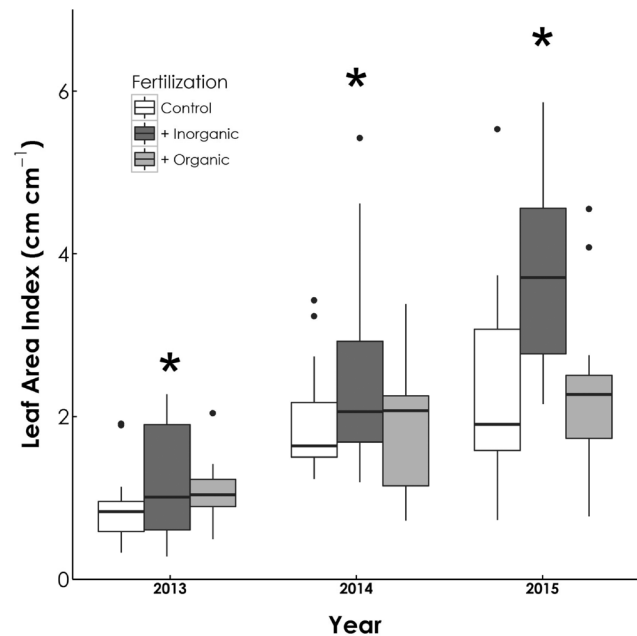 Leaf Area Index (cm cm⁻¹)
6
4
2
0
Fertilization
Control
+ Inorganic
+ Organic
*
*
*
2013
2014
2015
Year